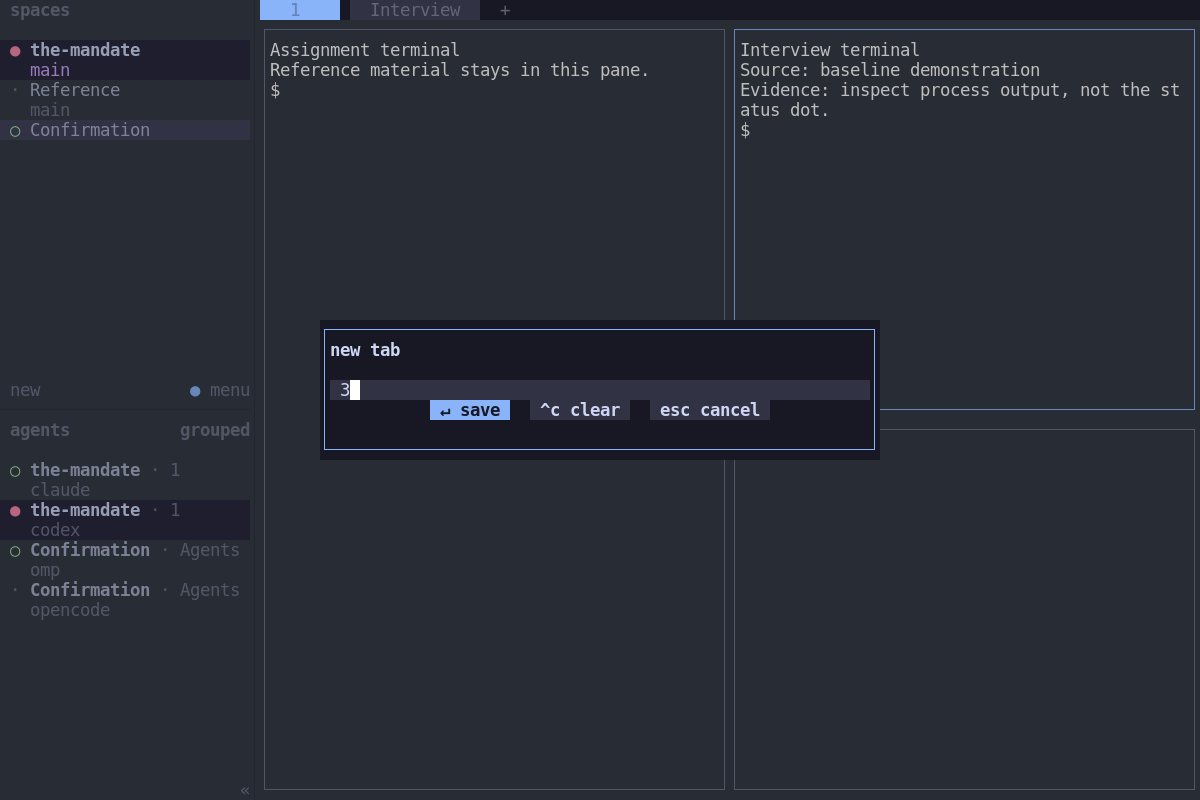 spaces
● the-mandate
main
· Reference
main
○ Confirmation
new ● menu
agents grouped
○ the-mandate · 1
claude
● the-mandate · 1
codex
○ Confirmation · Agents
omp
· Confirmation · Agents
opencode
«
1 Interview +
Assignment terminal
Reference material stays in this pane.
$
Interview terminal
Source: baseline demonstration
Evidence: inspect process output, not the st
atus dot.
$
new tab
3
↵ save ^c clear esc cancel